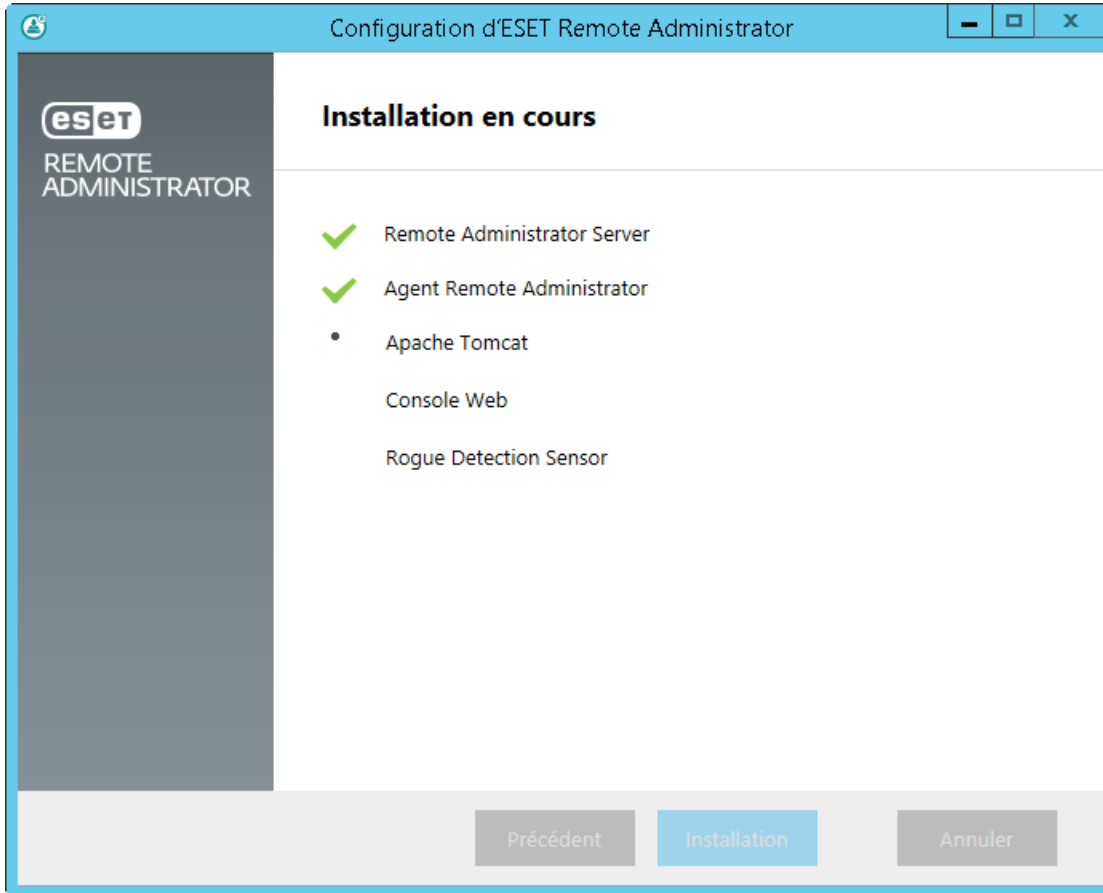 Configuration d'ESET Remote Administrator
eset
REMOTE
ADMINISTRATOR
Installation en cours
Remote Administrator Server
Agent Remote Administrator
Apache Tomcat
Console Web
Rogue Detection Sensor
Précédent
Installation
Annuler